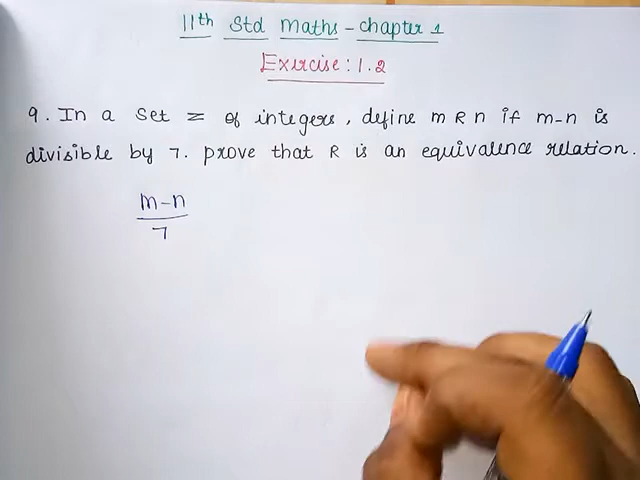 11th Std Maths - chapter 1
Exercise: 1.2
9. In a Set Z of integers, define m R n if m-n is
divisible by 7. prove that R is an equivalence relation.
m-n
7